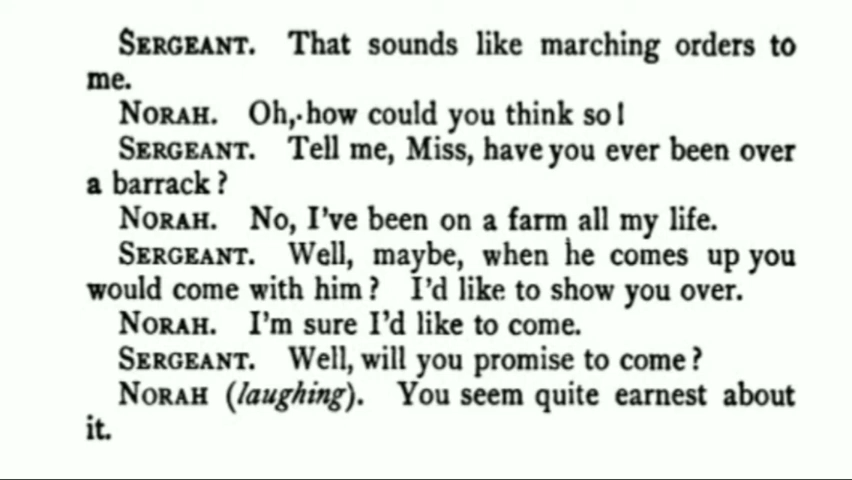 SERGEANT. That sounds like marching orders to
me.
NORAH. Oh, how could you think so!
SERGEANT. Tell me, Miss, have you ever been over
a barrack?
NORAH. No, I've been on a farm all my life.
SERGEANT. Well, maybe, when he comes up you
would come with him? I'd like to show you over.
NORAH. I'm sure I'd like to come.
SERGEANT. Well, will you promise to come?
NORAH (laughing). You seem quite earnest about
it.